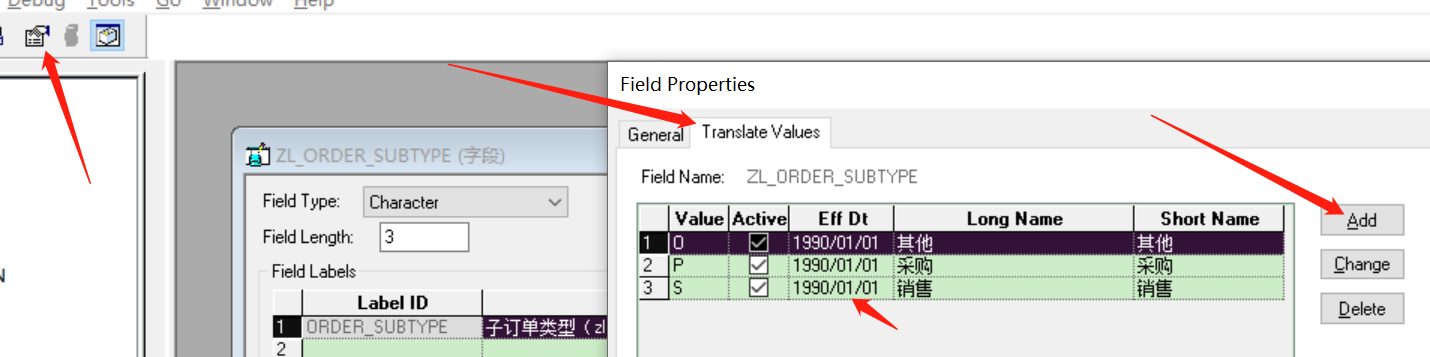 Debug Tools Go Window Help
Field Properties
General Translate Values
Field Name: ZL_ORDER_SUBTYPE
Value Active Eff Dt Long Name Short Name
1 O 1990/01/01 其他 其他
2 P 1990/01/01 采购 采购
3 S 1990/01/01 销售 销售
Add
Change
Delete
ZL_ORDER_SUBTYPE (字段)
Field Type: Character
Field Length: 3
Field Labels
Label ID
1 ORDER_SUBTYPE 子订单类型（zl
2
N